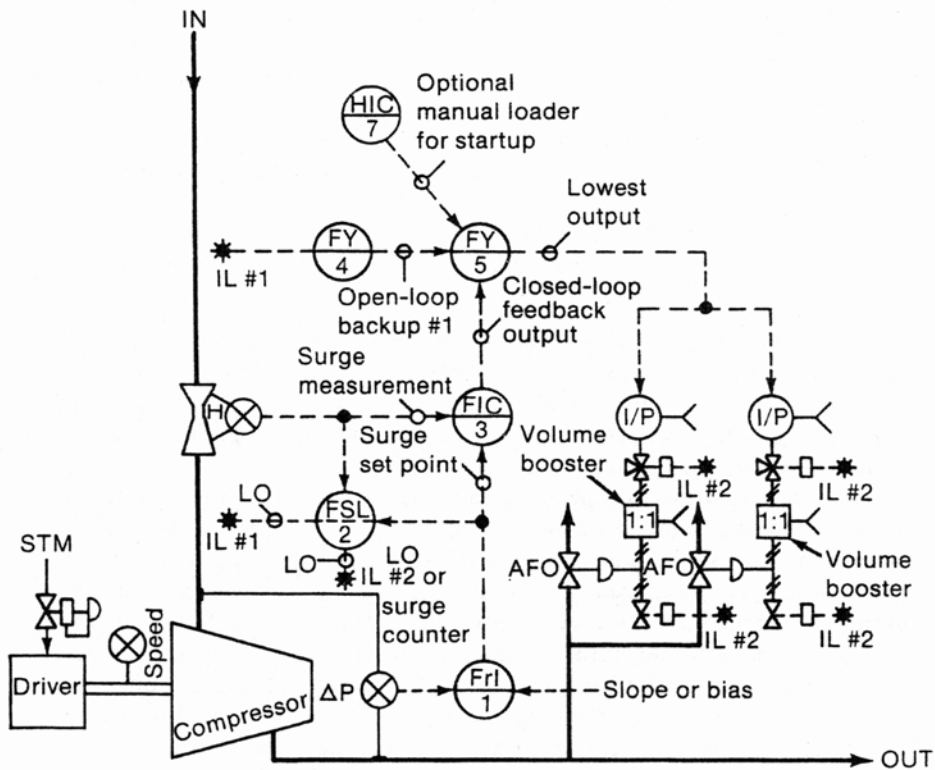 IN
HIC
7
Optional
manual loader
for startup
Lowest
output
FY
4
FY
5
IL #1
Open-loop
backup #1
Closed-loop
feedback
output
Surge
measurement
H
FIC
3
I/P
I/P
Surge
set point
Volume
booster
IL #2
IL #2
LO
FSL
2
IL #1
1:1
1:1
STM
LO
LO
IL #2 or
surge
counter
AFO
AFO
Volume
booster
IL #2
IL #2
Speed
Driver
Compressor
ΔP
FrI
1
Slope or bias
OUT